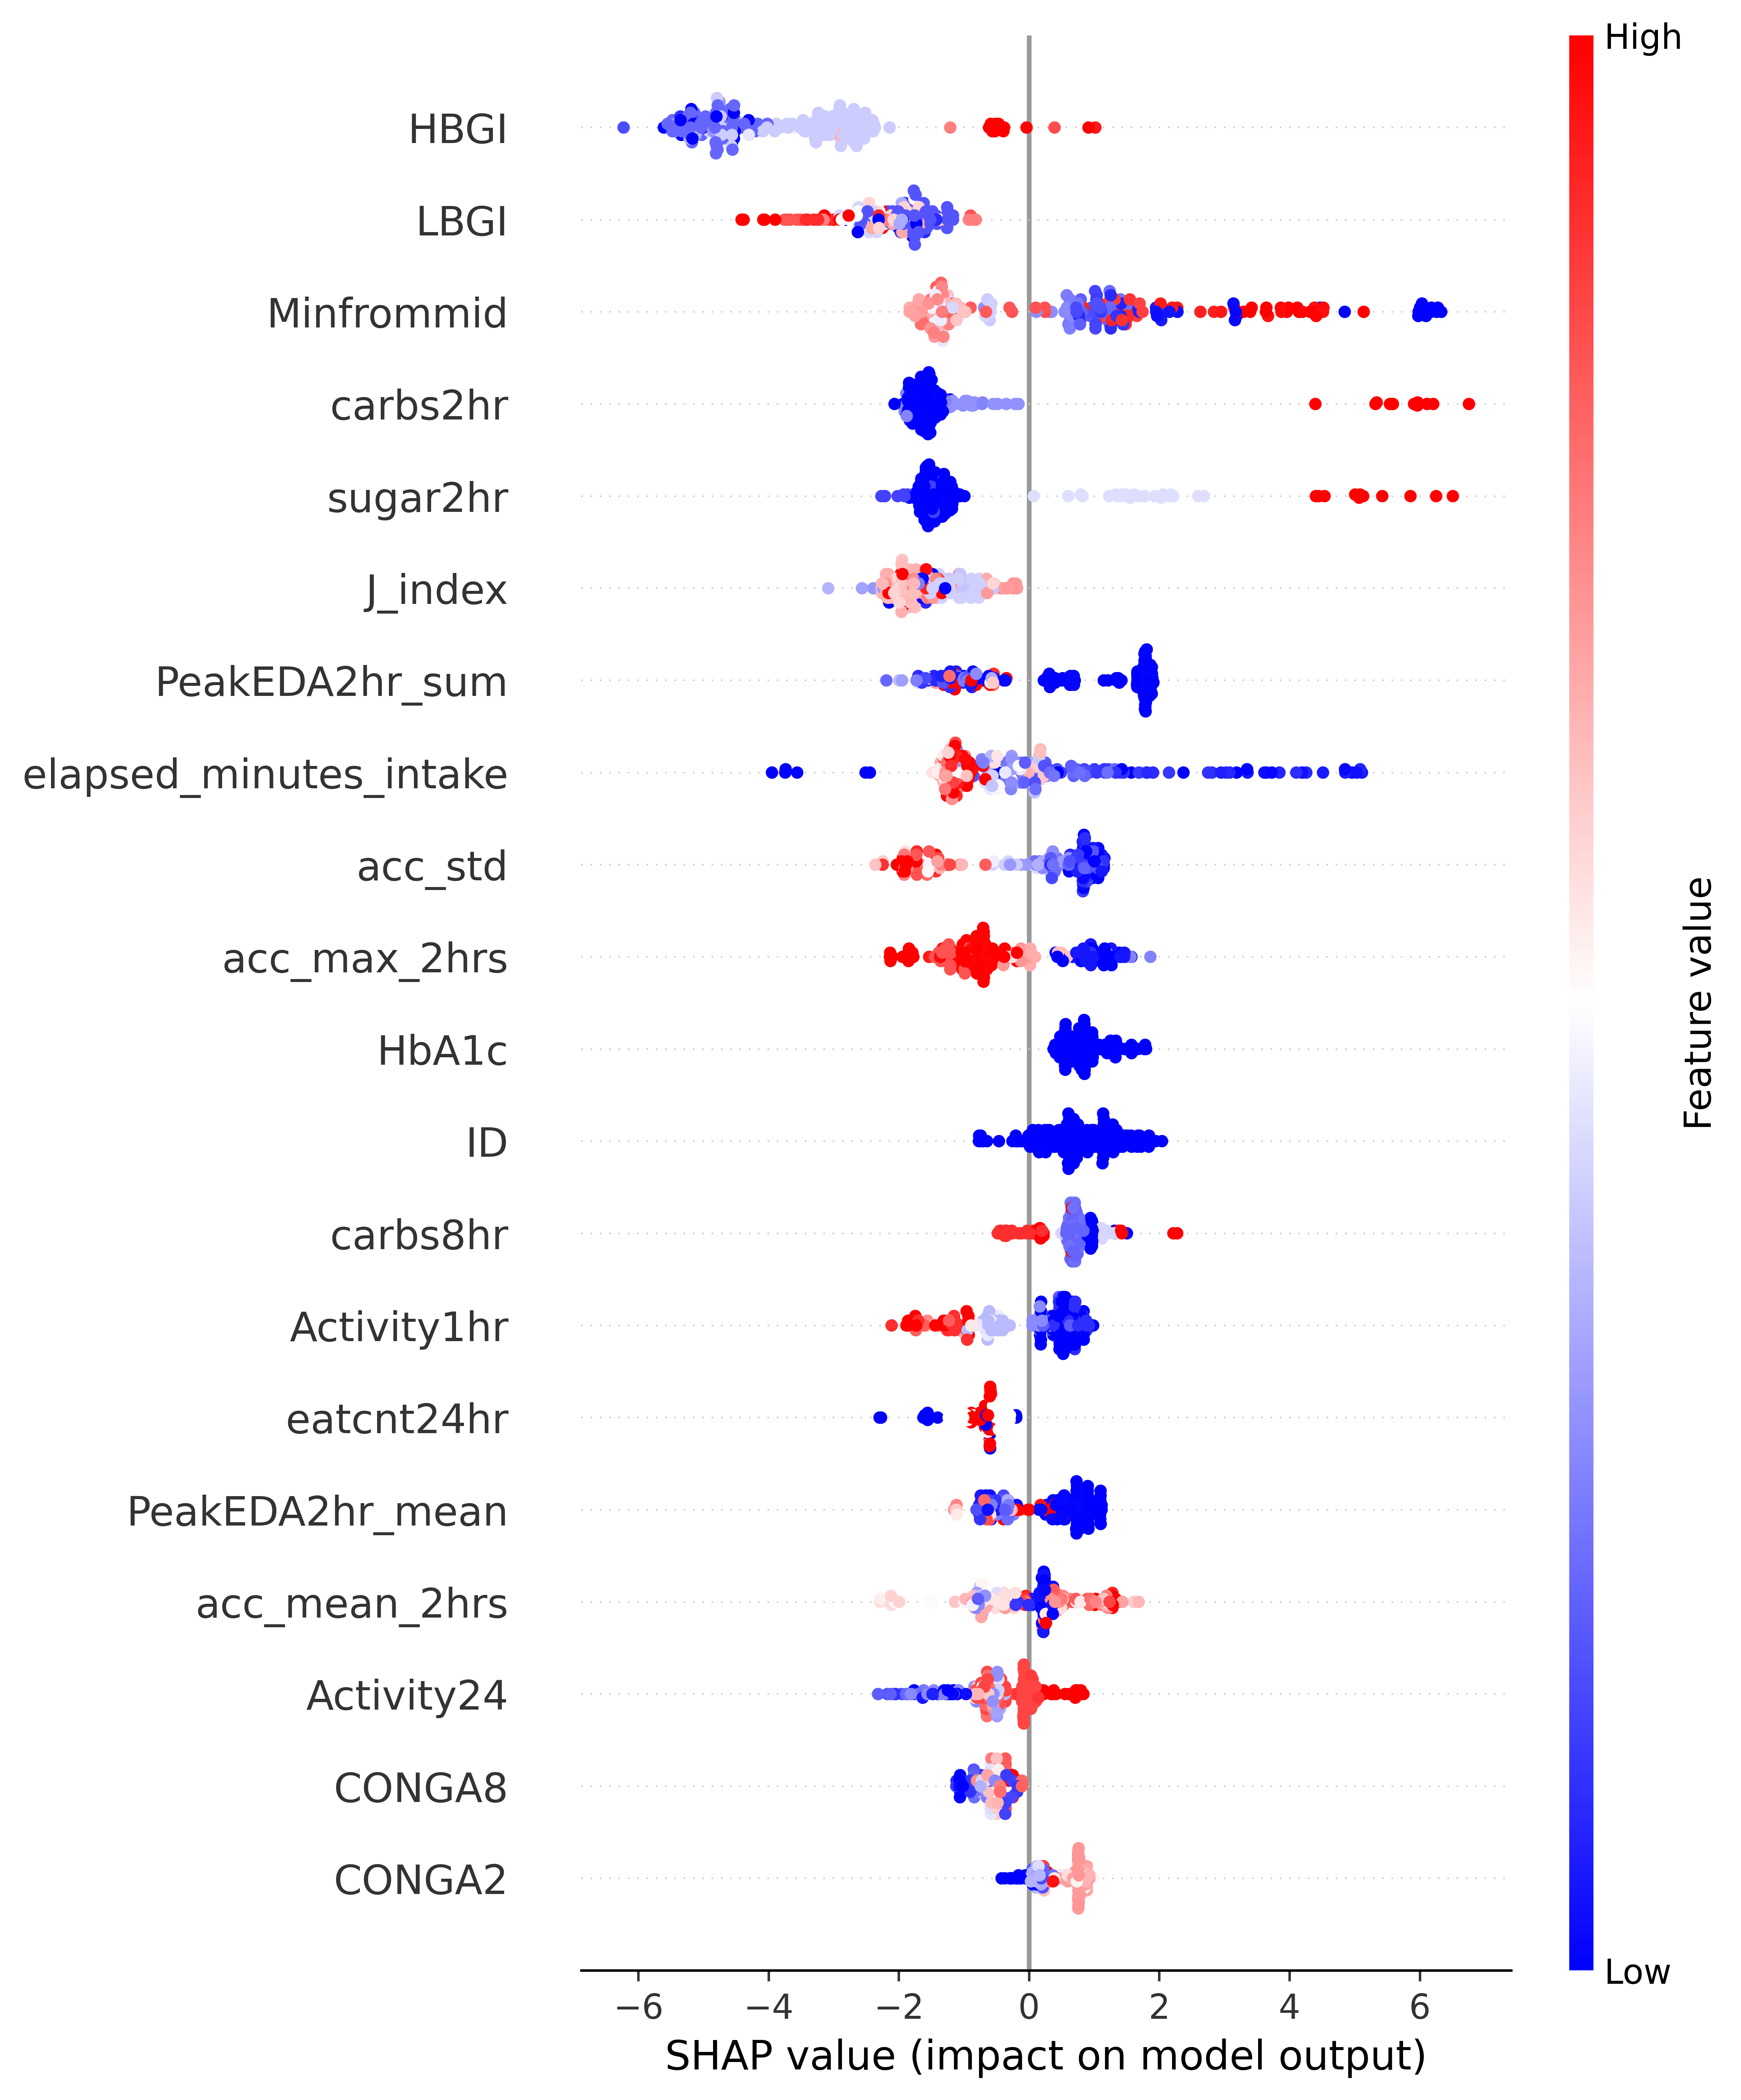 High
HBGI
LBGI
Minfrommid
carbs2hr
sugar2hr
J_index
PeakEDA2hr_sum
elapsed_minutes_intake
acc_std
acc_max_2hrs
HbA1c
ID
carbs8hr
Activity1hr
eatcnt24hr
PeakEDA2hr_mean
acc_mean_2hrs
Activity24
CONGA8
CONGA2
Feature value
Low
−6 −4 −2 0 2 4 6
SHAP value (impact on model output)